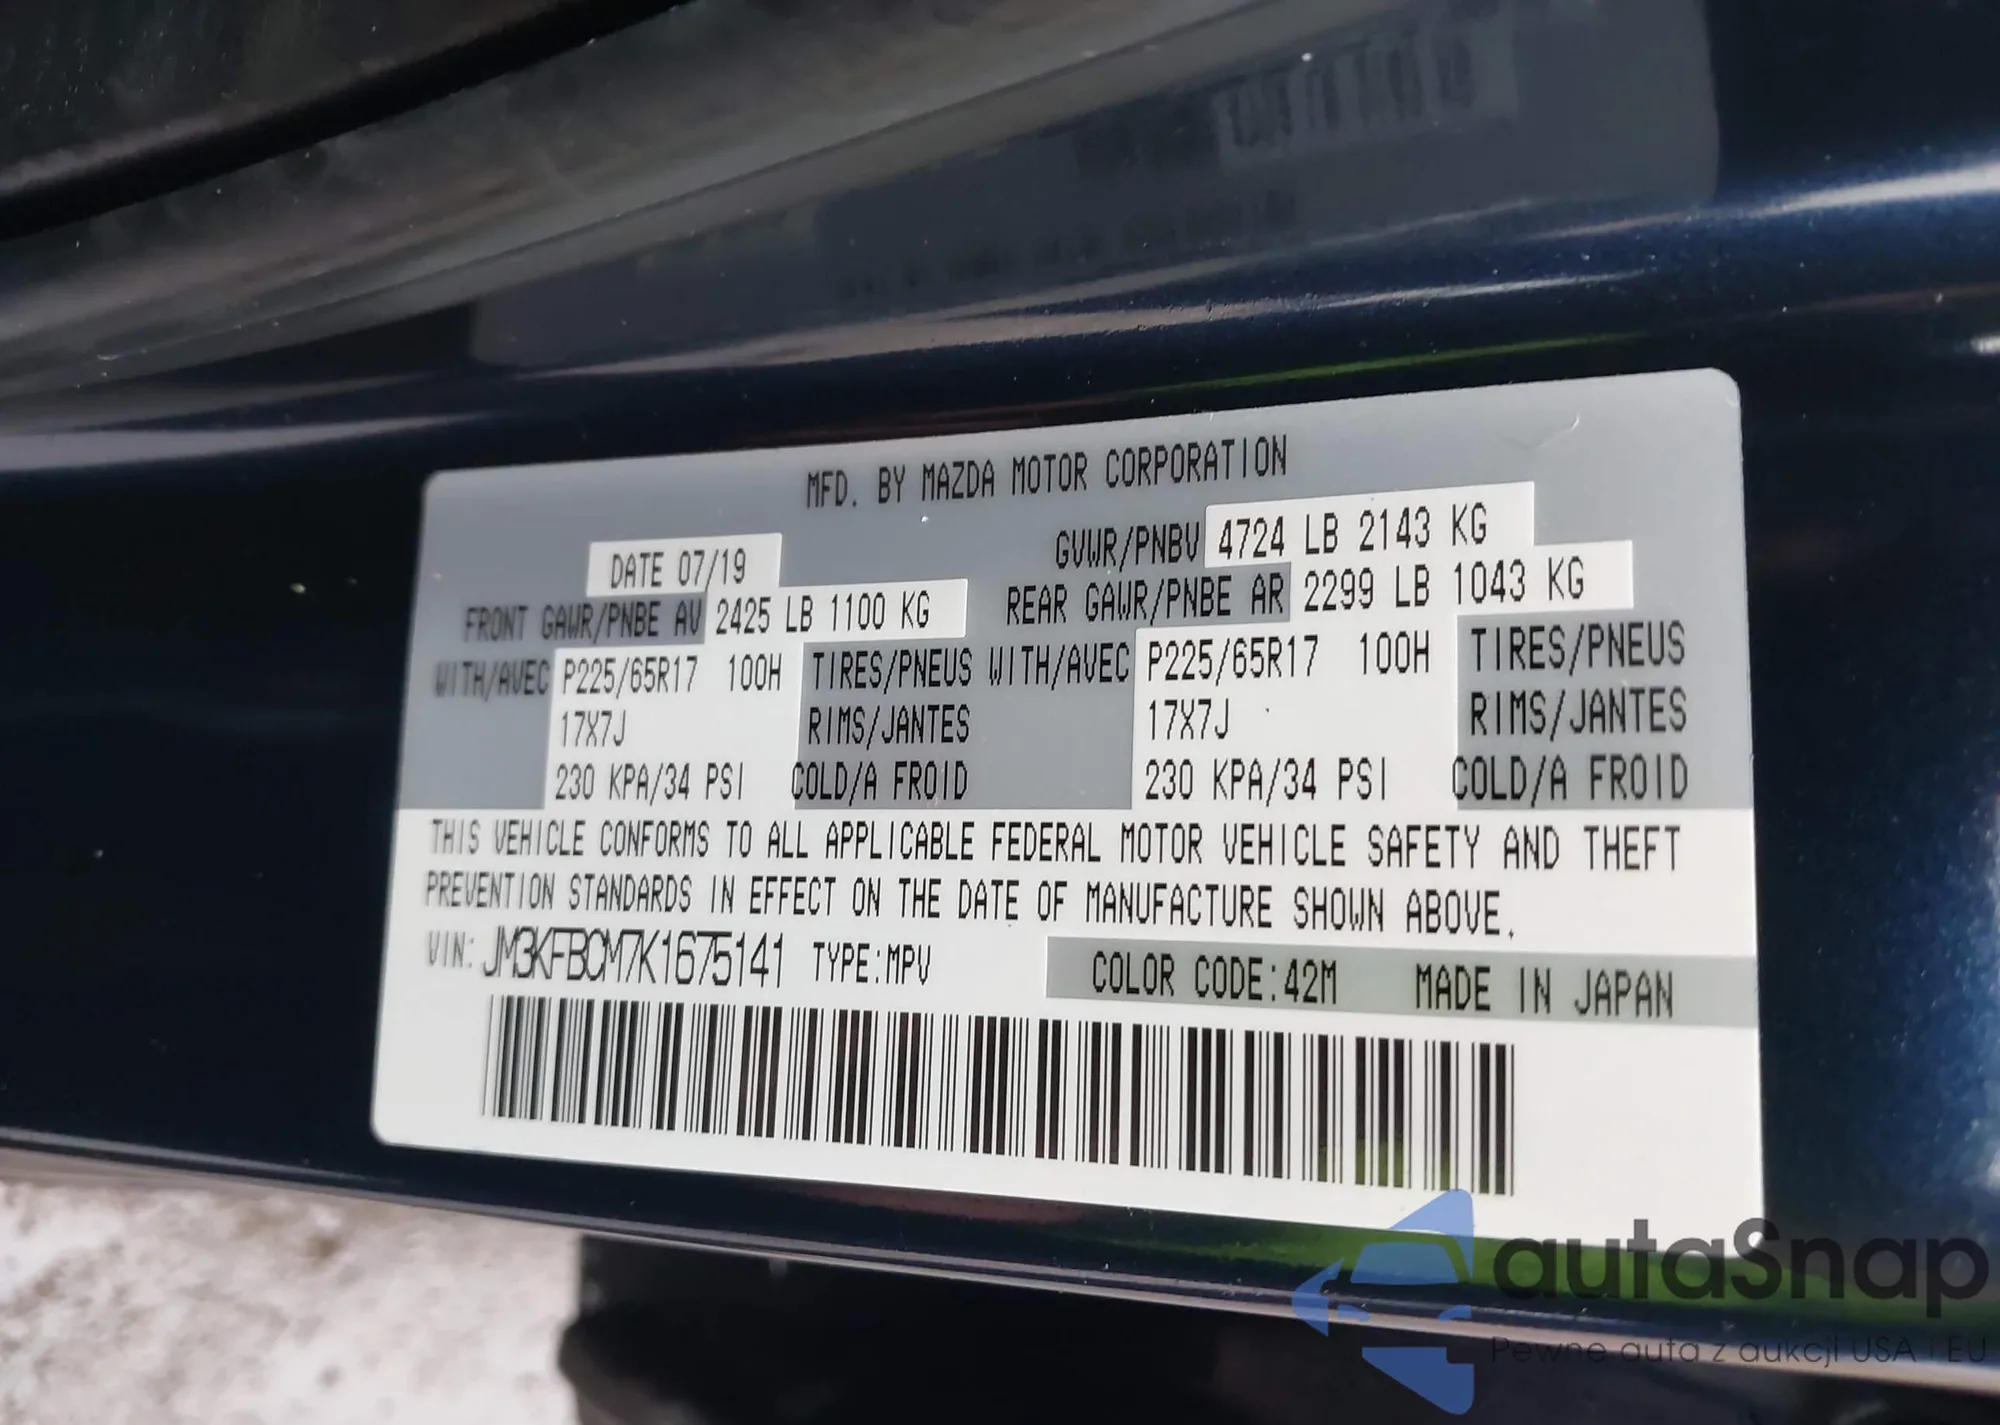 MFD. BY MAZDA MOTOR CORPORATION
DATE 07/19 GVWR/PNBV 4724 LB 2143 KG
FRONT GAWR/PNBE AV 2425 LB 1100 KG REAR GAWR/PNBE AR 2299 LB 1043 KG
WITH/AVEC P225/65R17 100H TIRES/PNEUS WITH/AVEC P225/65R17 100H TIRES/PNEUS
17X7J RIMS/JANTES 17X7J RIMS/JANTES
230 KPA/34 PSI COLD/A FROID 230 KPA/34 PSI COLD/A FROID
THIS VEHICLE CONFORMS TO ALL APPLICABLE FEDERAL MOTOR VEHICLE SAFETY AND THEFT
PREVENTION STANDARDS IN EFFECT ON THE DATE OF MANUFACTURE SHOWN ABOVE.
VIN: JM3KFBCM7K1675141 TYPE:MPV COLOR CODE:42M MADE IN JAPAN
autaSnap
Pewne auta z aukcji USA i EU